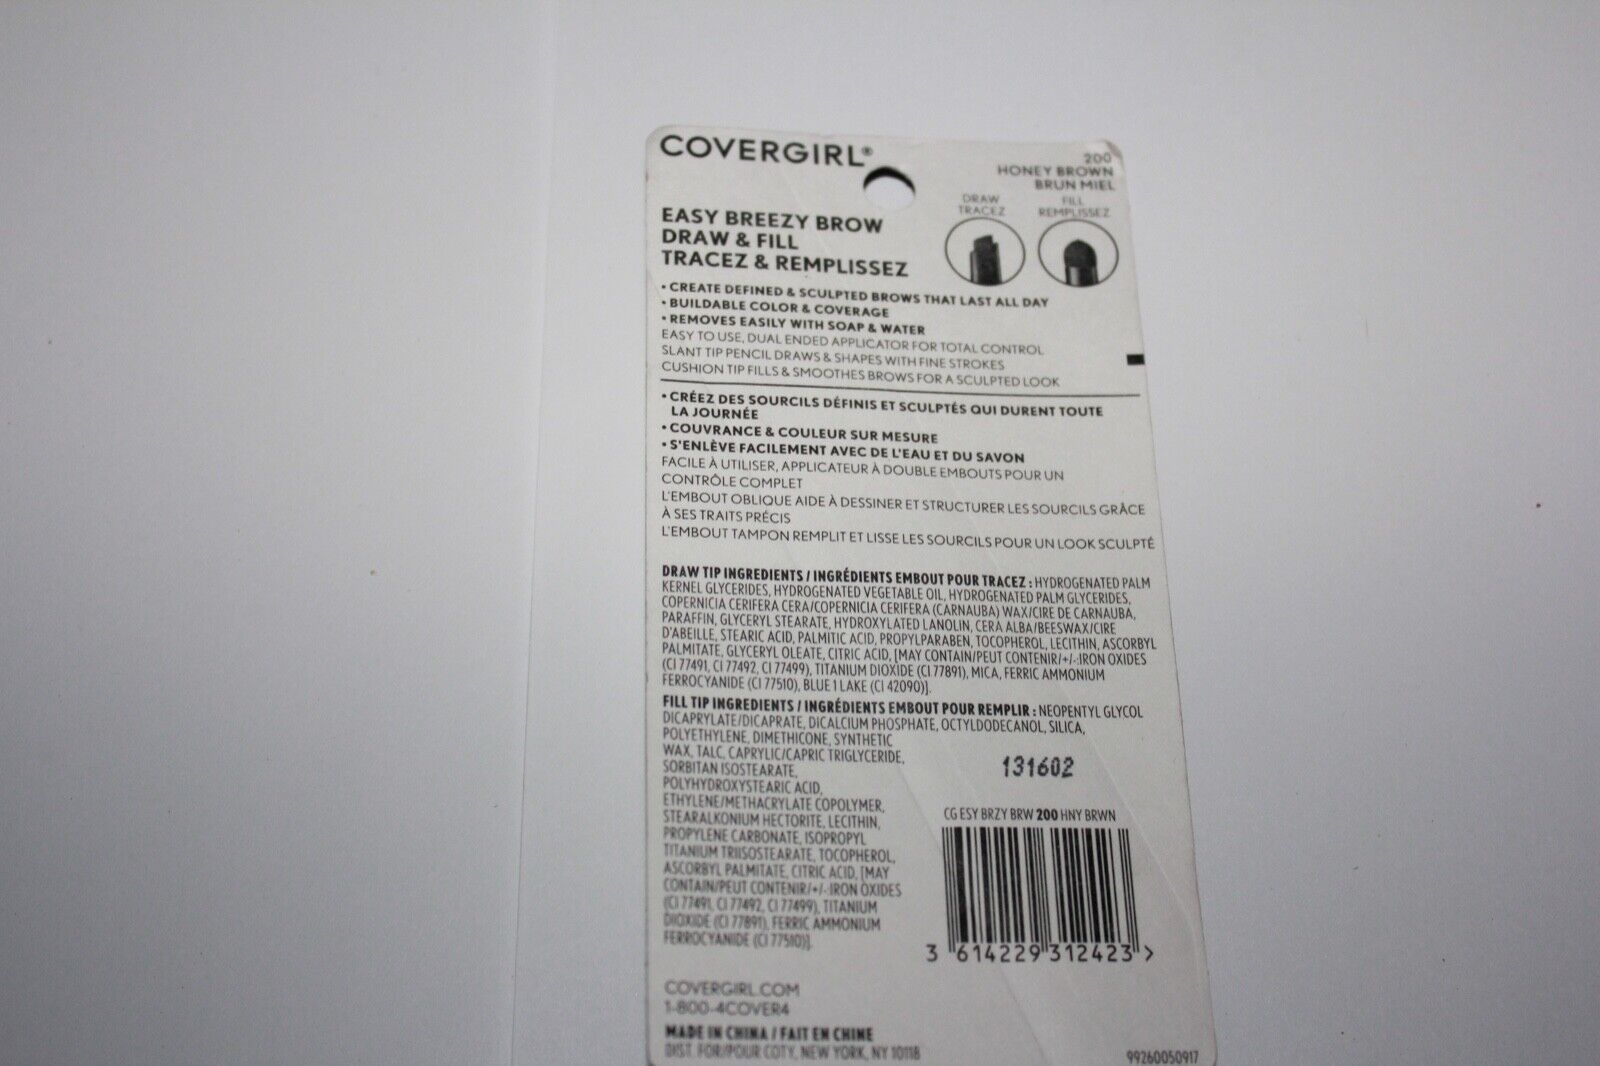 COVERGIRL®
200
HONEY BROWN
BRUN MIEL
DRAW
TRACEZ
FILL
REMPLISSEZ
EASY BREEZY BROW
DRAW & FILL
TRACEZ & REMPLISSEZ
• CREATE DEFINED & SCULPTED BROWS THAT LAST ALL DAY
• BUILDABLE COLOR & COVERAGE
• REMOVES EASILY WITH SOAP & WATER
EASY TO USE, DUAL ENDED APPLICATOR FOR TOTAL CONTROL
SLANT TIP PENCIL DRAWS & SHAPES WITH FINE STROKES
CUSHION TIP FILLS & SMOOTHES BROWS FOR A SCULPTED LOOK
• CRÉEZ DES SOURCILS DÉFINIS ET SCULPTÉS QUI DURENT TOUTE
LA JOURNÉE
• COUVRANCE & COULEUR SUR MESURE
• S'ENLÈVE FACILEMENT AVEC DE L'EAU ET DU SAVON
FACILE À UTILISER, APPLICATEUR À DOUBLE EMBOUTS POUR UN
CONTRÔLE COMPLET
L'EMBOUT OBLIQUE AIDE À DESSINER ET STRUCTURER LES SOURCILS GRÂCE
À SES TRAITS PRÉCIS
L'EMBOUT TAMPON REMPLIT ET LISSE LES SOURCILS POUR UN LOOK SCULPTÉ
DRAW TIP INGREDIENTS / INGRÉDIENTS EMBOUT POUR TRACEZ : HYDROGENATED PALM
KERNEL GLYCERIDES, HYDROGENATED VEGETABLE OIL, HYDROGENATED PALM GLYCERIDES,
COPERNICIA CERIFERA CERA/COPERNICIA CERIFERA (CARNAUBA) WAX/CIRE DE CARNAUBA,
PARAFFIN, GLYCERYL STEARATE, HYDROXYLATED LANOLIN, CERA ALBA/BEESWAX/CIRE
D'ABEILLE, STEARIC ACID, PALMITIC ACID, PROPYLPARABEN, TOCOPHEROL, LECITHIN, ASCORBYL
PALMITATE, GLYCERYL OLEATE, CITRIC ACID, [MAY CONTAIN/PEUT CONTENIR/+/-:IRON OXIDES
(CI 77491, CI 77492, CI 77499), TITANIUM DIOXIDE (CI 77891), MICA, FERRIC AMMONIUM
FERROCYANIDE (CI 77510), BLUE 1 LAKE (CI 42090)].
FILL TIP INGREDIENTS / INGRÉDIENTS EMBOUT POUR REMPLIR : NEOPENTYL GLYCOL
DICAPRYLATE/DICAPRATE, DICALCIUM PHOSPHATE, OCTYLDODECANOL, SILICA,
POLYETHYLENE, DIMETHICONE, SYNTHETIC
WAX, TALC, CAPRYLIC/CAPRIC TRIGLYCERIDE,
SORBITAN ISOSTEARATE,
POLYHYDROXYSTEARIC ACID,
ETHYLENE/METHACRYLATE COPOLYMER,
STEARALKONIUM HECTORITE, LECITHIN,
PROPYLENE CARBONATE, ISOPROPYL
TITANIUM TRIISOSTEARATE, TOCOPHEROL,
ASCORBYL PALMITATE, CITRIC ACID, [MAY
CONTAIN/PEUT CONTENIR/+/-:IRON OXIDES
(CI 77491, CI 77492, CI 77499), TITANIUM
DIOXIDE (CI 77891), FERRIC AMMONIUM
FERROCYANIDE (CI 77510)].
131602
CG ESY BRZY BRW 200 HNY BRWN
3 614229 312423 >
COVERGIRL.COM
1-800-4COVER4
MADE IN CHINA / FAIT EN CHINE
DIST. FOR/POUR COTY, NEW YORK, NY 10118
99260050917